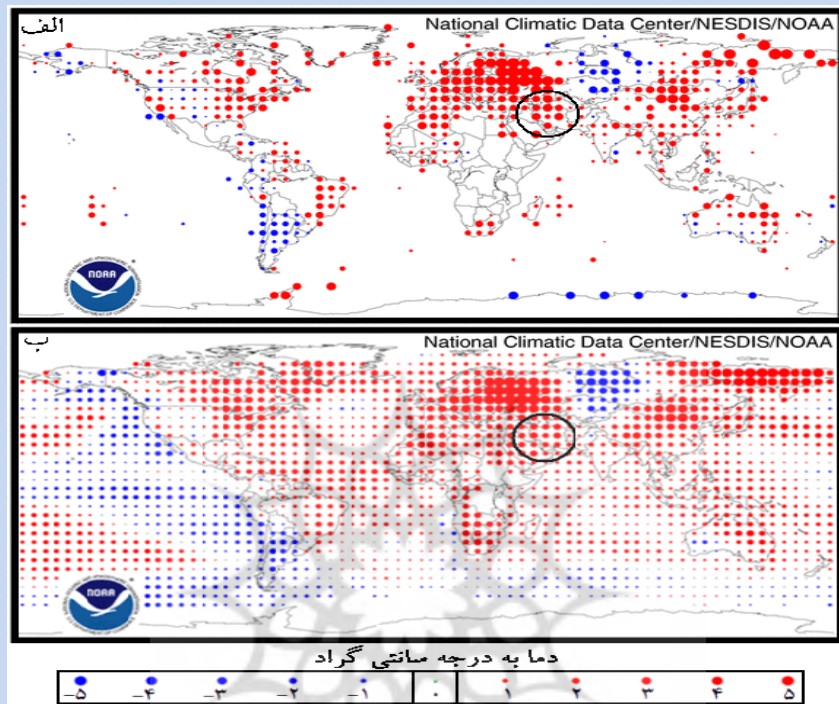 الف
National Climatic Data Center/NESDIS/NOAA
NOAA
ب
National Climatic Data Center/NESDIS/NOAA
NOAA
دما به درجه سانتی گراد
-۵ -۴ -۳ -۲ -۱ ۰ ۱ ۲ ۳ ۴ ۵